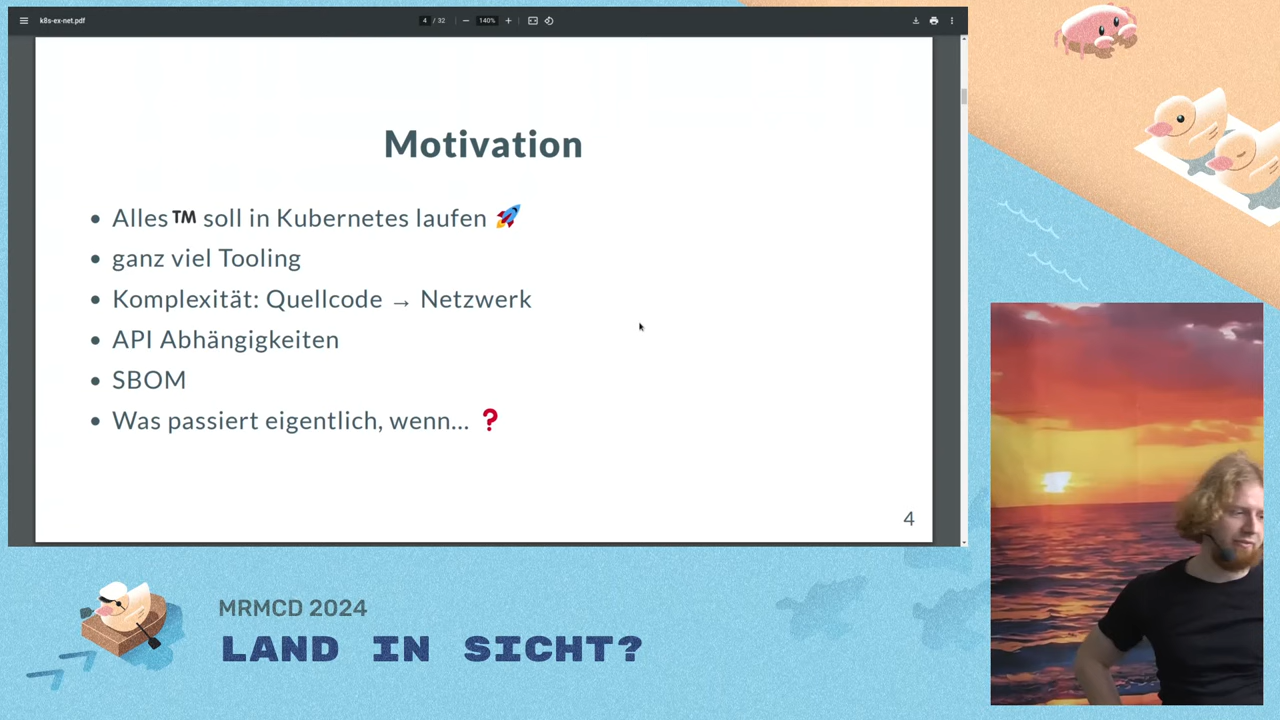 k8s-ex-net.pdf
4 / 32
140%
Motivation
• Alles™ soll in Kubernetes laufen 🚀
• ganz viel Tooling
• Komplexität: Quellcode → Netzwerk
• API Abhängigkeiten
• SBOM
• Was passiert eigentlich, wenn... ❓
4
MRMCD 2024
LAND IN SICHT?